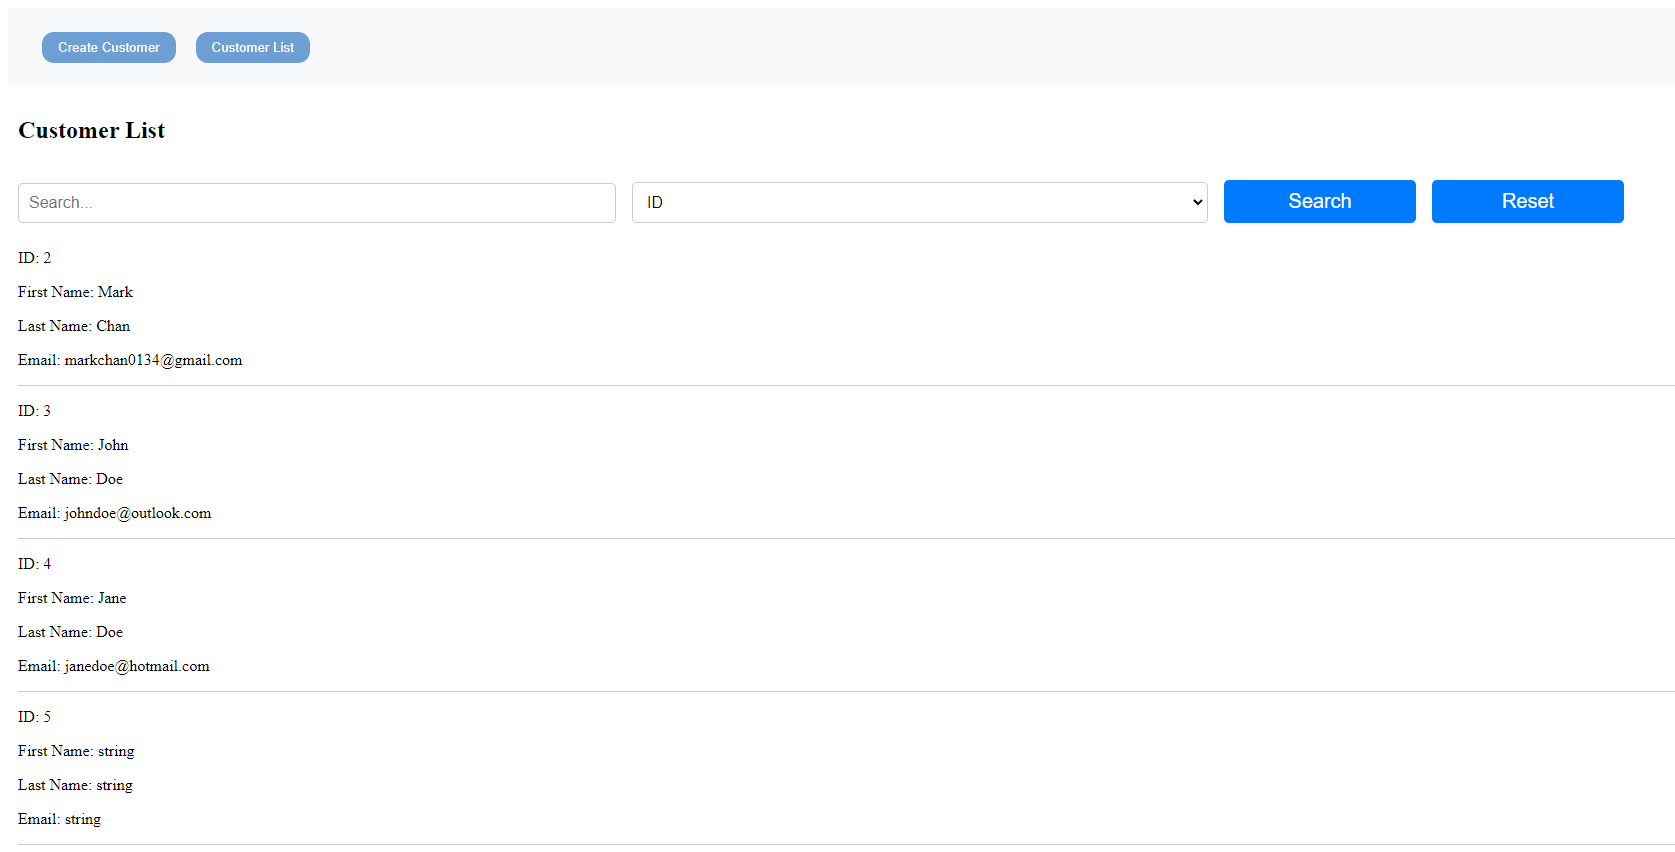 Create Customer Customer List
Customer List
Search... ID Search Reset
ID: 2
First Name: Mark
Last Name: Chan
Email: markchan0134@gmail.com
ID: 3
First Name: John
Last Name: Doe
Email: johndoe@outlook.com
ID: 4
First Name: Jane
Last Name: Doe
Email: janedoe@hotmail.com
ID: 5
First Name: string
Last Name: string
Email: string